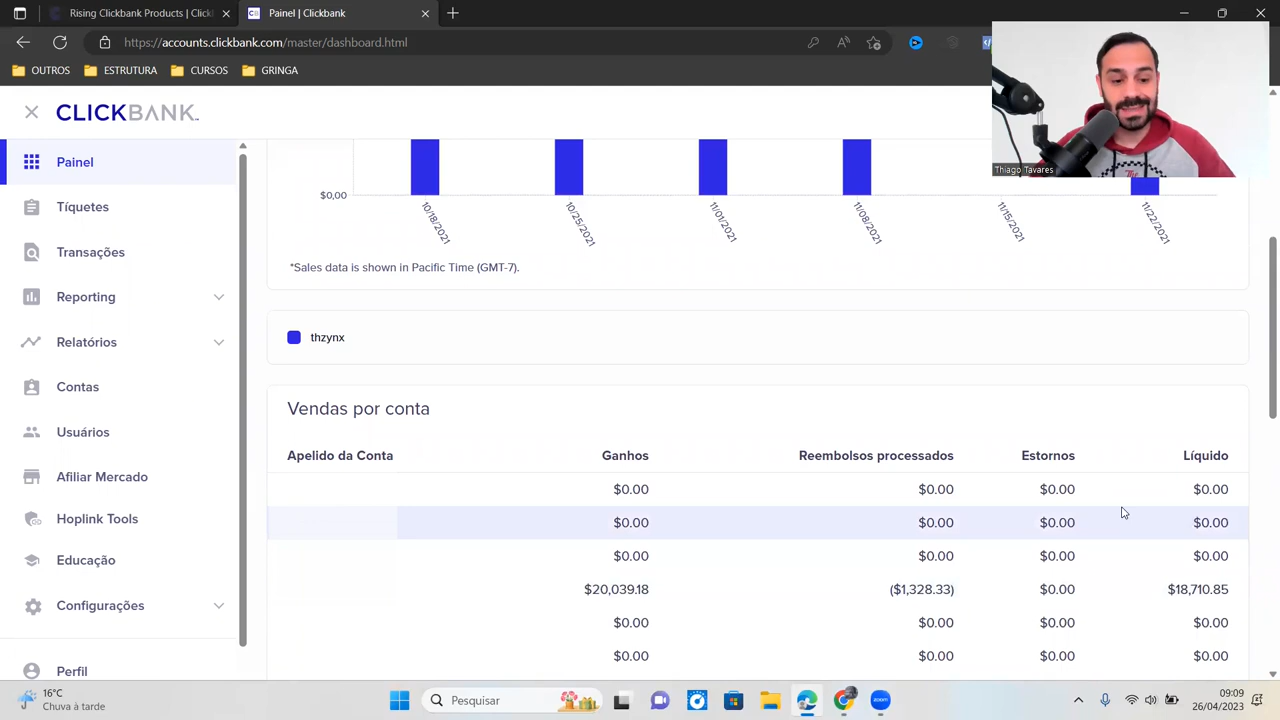 Rising Clickbank Products | Click
Painel | ClickBank
https://accounts.clickbank.com/master/dashboard.html
OUTROS
ESTRUTURA
CURSOS
GRINGA
CLICKBANK
Painel
Tíquetes
Transações
Reporting
Relatórios
Contas
Usuários
Afiliar Mercado
Hoplink Tools
Educação
Configurações
Perfil
Thiago Tavares
$0,00
10/18/2021
10/25/2021
11/01/2021
11/08/2021
11/15/2021
11/22/2021
*Sales data is shown in Pacific Time (GMT-7).
thzynx
Vendas por conta
Apelido da Conta Ganhos Reembolsos processados Estornos Líquido
$0.00 $0.00 $0.00 $0.00
$0.00 $0.00 $0.00 $0.00
$0.00 $0.00 $0.00 $0.00
$20,039.18 ($1,328.33) $0.00 $18,710.85
$0.00 $0.00 $0.00 $0.00
$0.00 $0.00 $0.00 $0.00
16°C
Chuva à tarde
Pesquisar
zoom
09:09
26/04/2023